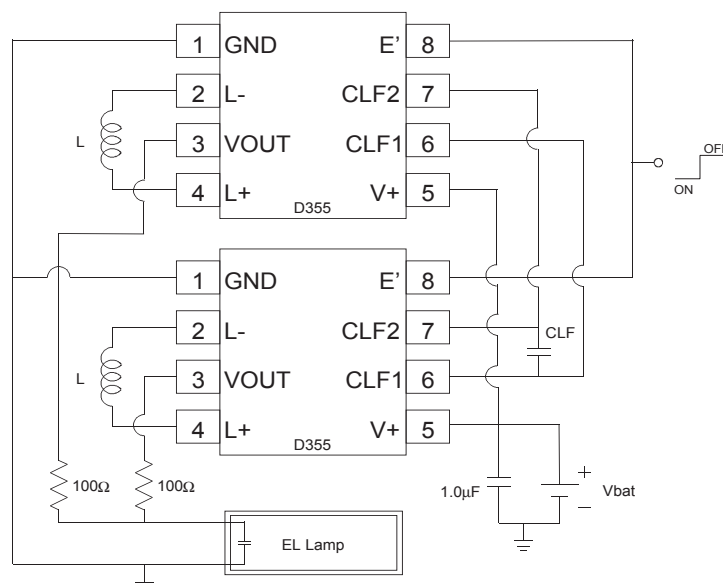 1 GND E’ 8
2 L- CLF2 7
L
3 VOUT CLF1 6
OFF
ON
4 L+ V+ 5
D355
1 GND E’ 8
2 L- CLF2 7
CLF
L
3 VOUT CLF1 6
4 L+ V+ 5
D355
100Ω 100Ω 1.0µF + Vbat
–
EL Lamp